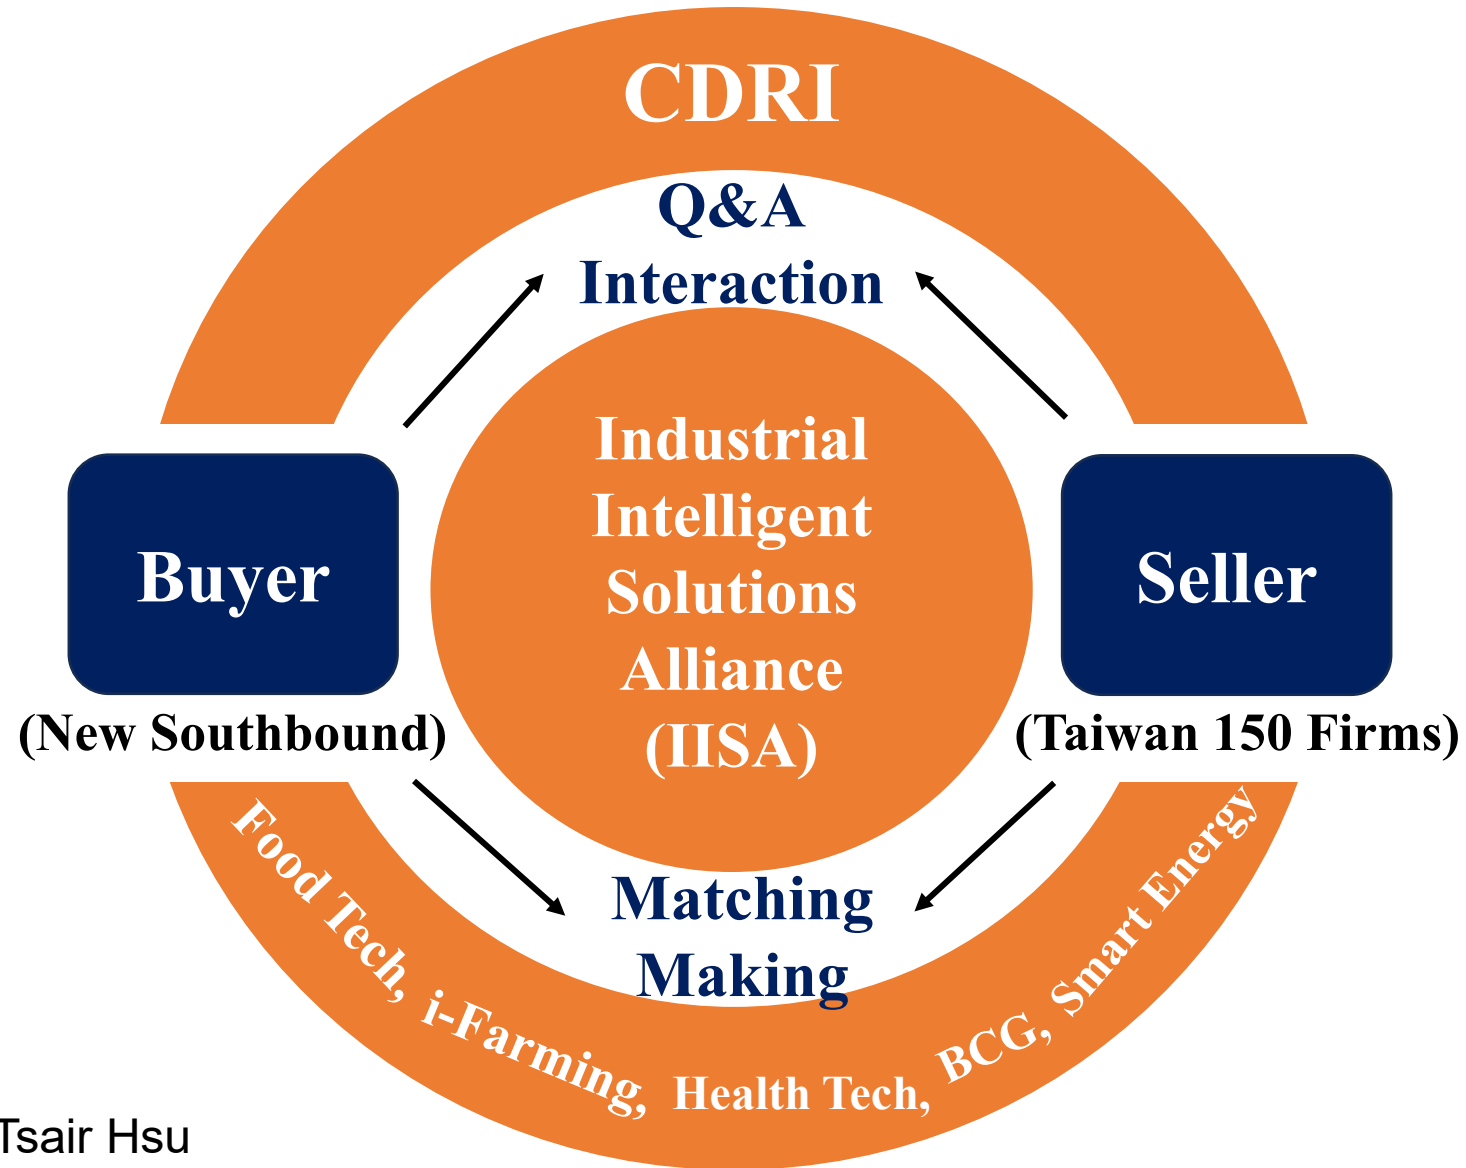 CDRI
Q&A
Interaction
Industrial
Intelligent
Solutions
Alliance
(IISA)
Buyer
Seller
(New Southbound)
(Taiwan 150 Firms)
Matching
Making
Food Tech, i-Farming, Health Tech, BCG, Smart Energy
Tsair Hsu